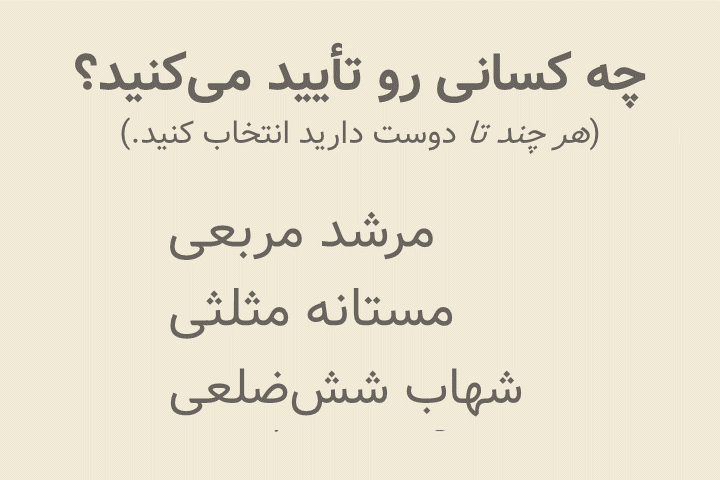 چه کسانی رو تأیید می‌کنید؟
(هر چند تا دوست دارید انتخاب کنید.)
مرشد مربعی
مستانه مثلثی
شهاب شش‌ضلعی